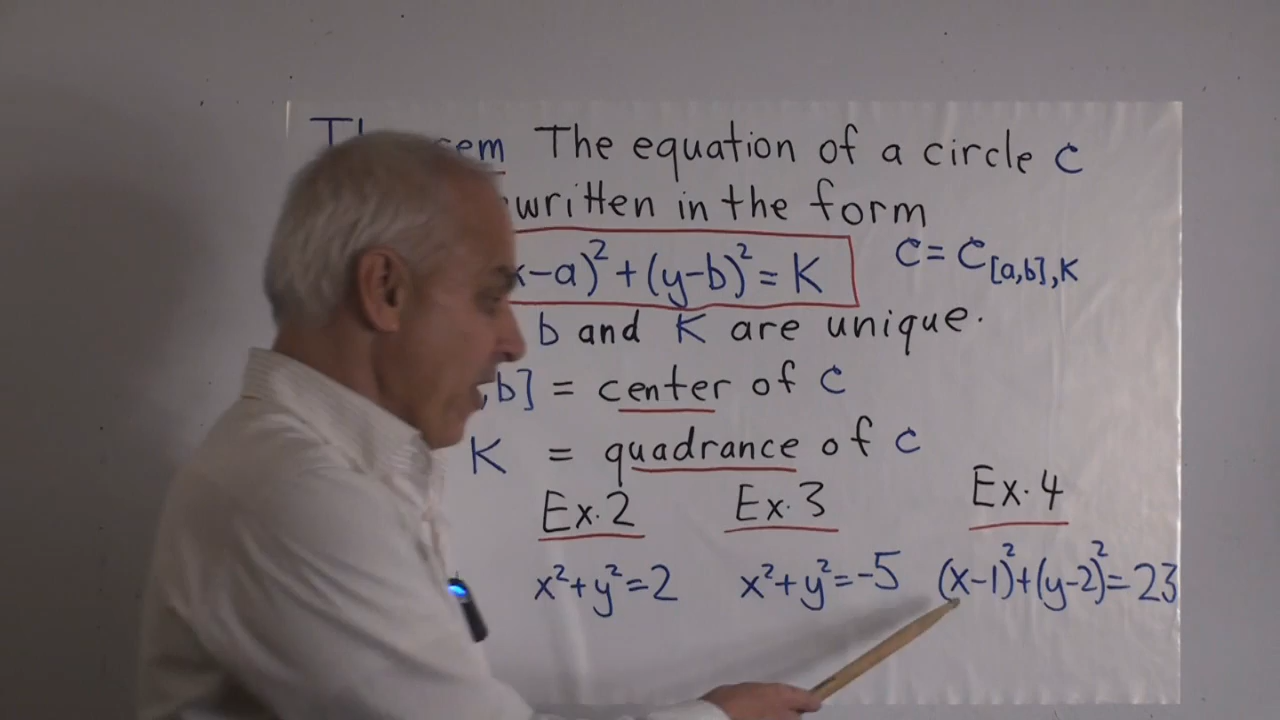 The equation of a circle C
written in the form
x-a)²+(y-b)²=K C=C[a,b],K
b and K are unique.
,b] = center of C
K = quadrance of C
Ex.2 Ex.3 Ex.4
x²+y²=2 x²+y²=-5 (x-1)²+(y-2)²=23